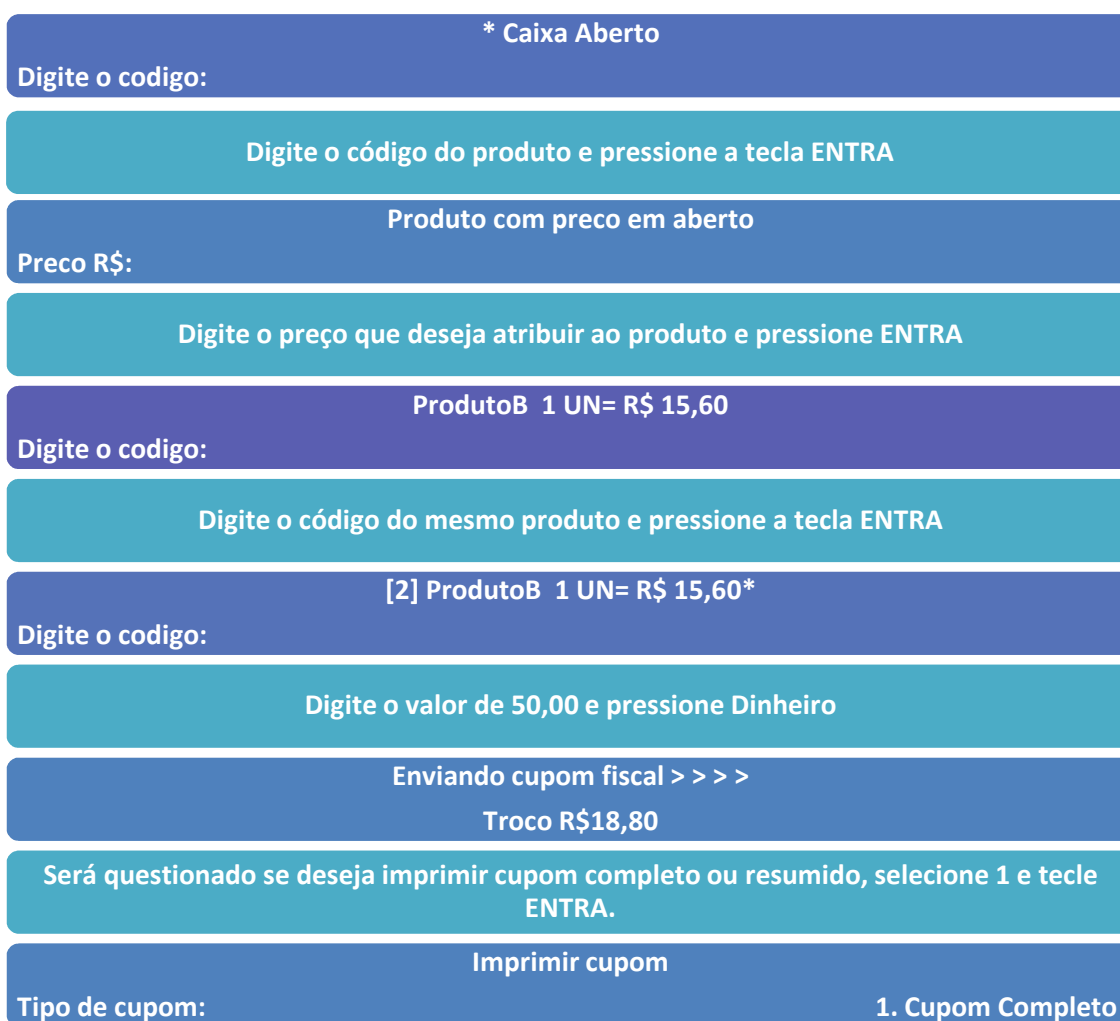 * Caixa Aberto
Digite o codigo:
Digite o código do produto e pressione a tecla ENTRA
Produto com preco em aberto
Preco R$:
Digite o preço que deseja atribuir ao produto e pressione ENTRA
ProdutoB 1 UN= R$ 15,60
Digite o codigo:
Digite o código do mesmo produto e pressione a tecla ENTRA
[2] ProdutoB 1 UN= R$ 15,60*
Digite o codigo:
Digite o valor de 50,00 e pressione Dinheiro
Enviando cupom fiscal > > > >
Troco R$18,80
Será questionado se deseja imprimir cupom completo ou resumido, selecione 1 e tecle
ENTRA.
Imprimir cupom
Tipo de cupom: 1. Cupom Completo